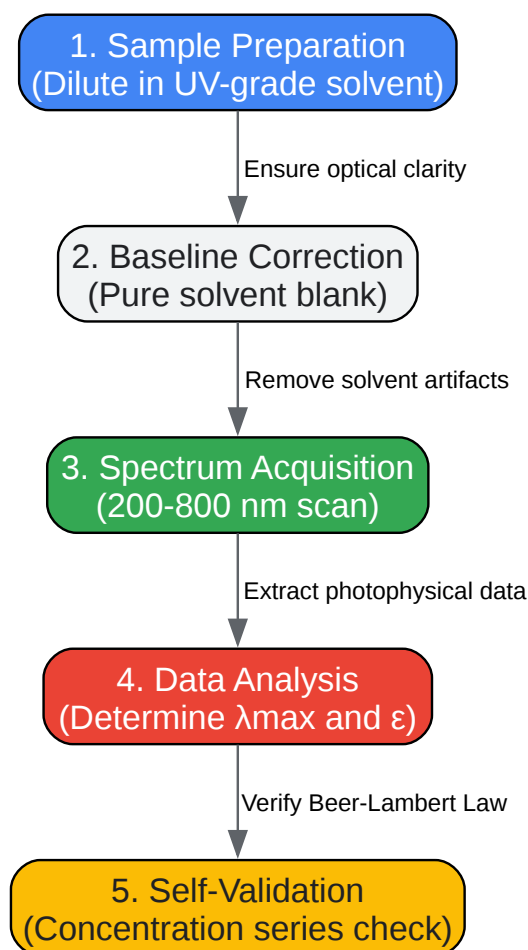 1. Sample Preparation
(Dilute in UV-grade solvent)
Ensure optical clarity
2. Baseline Correction
(Pure solvent blank)
Remove solvent artifacts
3. Spectrum Acquisition
(200-800 nm scan)
Extract photophysical data
4. Data Analysis
(Determine λmax and ε)
Verify Beer-Lambert Law
5. Self-Validation
(Concentration series check)